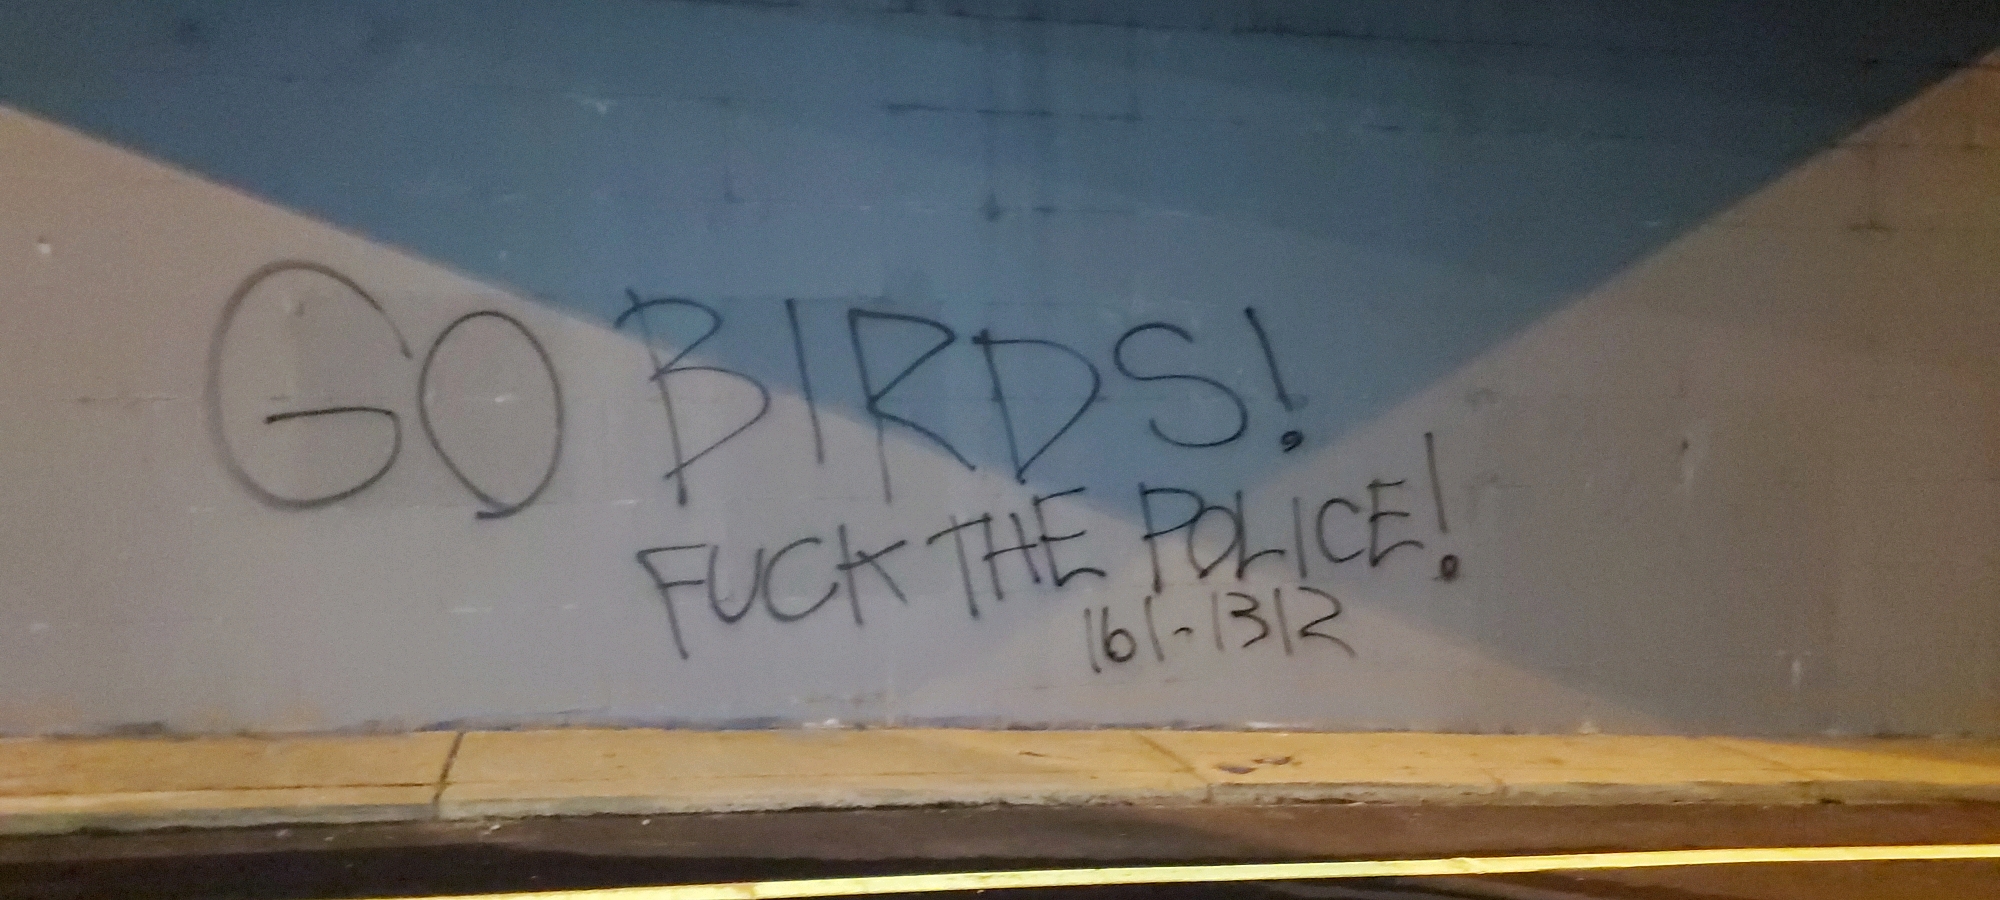 GO BIRDS!
FUCK THE POLICE!
161-1312